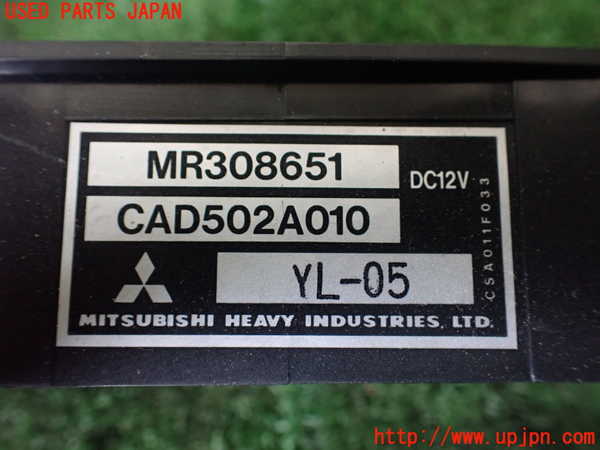 USED PARTS JAPAN
MR308651
DC12V
CAD502A010
CSA011F033
YL-05
MITSUBISHI HEAVY INDUSTRIES, LTD.
http://www.upjpn.com/